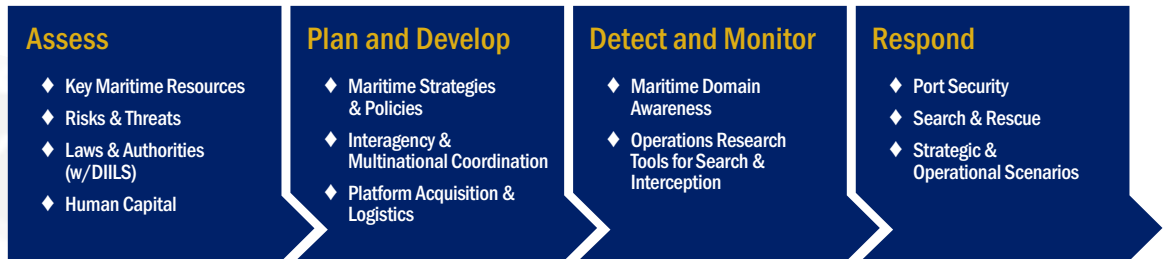 Assess
♦ Key Maritime Resources
♦ Risks & Threats
♦ Laws & Authorities
(w/DIILS)
♦ Human Capital
Plan and Develop
♦ Maritime Strategies
& Policies
♦ Interagency &
Multinational Coordination
♦ Platform Acquisition &
Logistics
Detect and Monitor
♦ Maritime Domain
Awareness
♦ Operations Research
Tools for Search &
Interception
Respond
♦ Port Security
♦ Search & Rescue
♦ Strategic &
Operational Scenarios